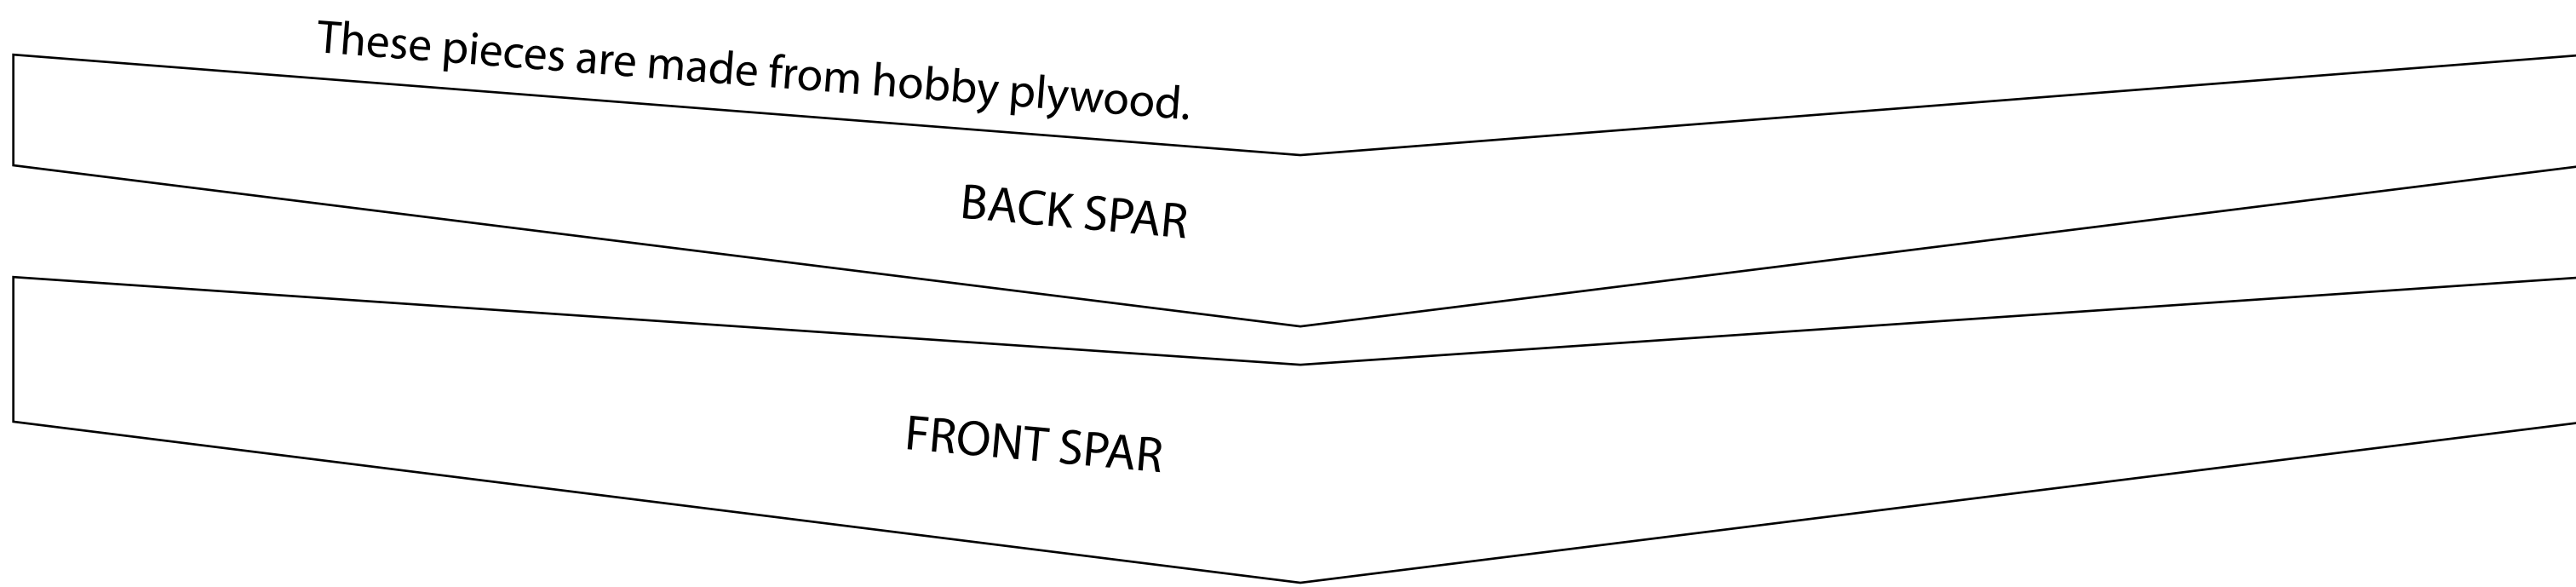 These pieces are made from hobby plywood.
BACK SPAR
FRONT SPAR